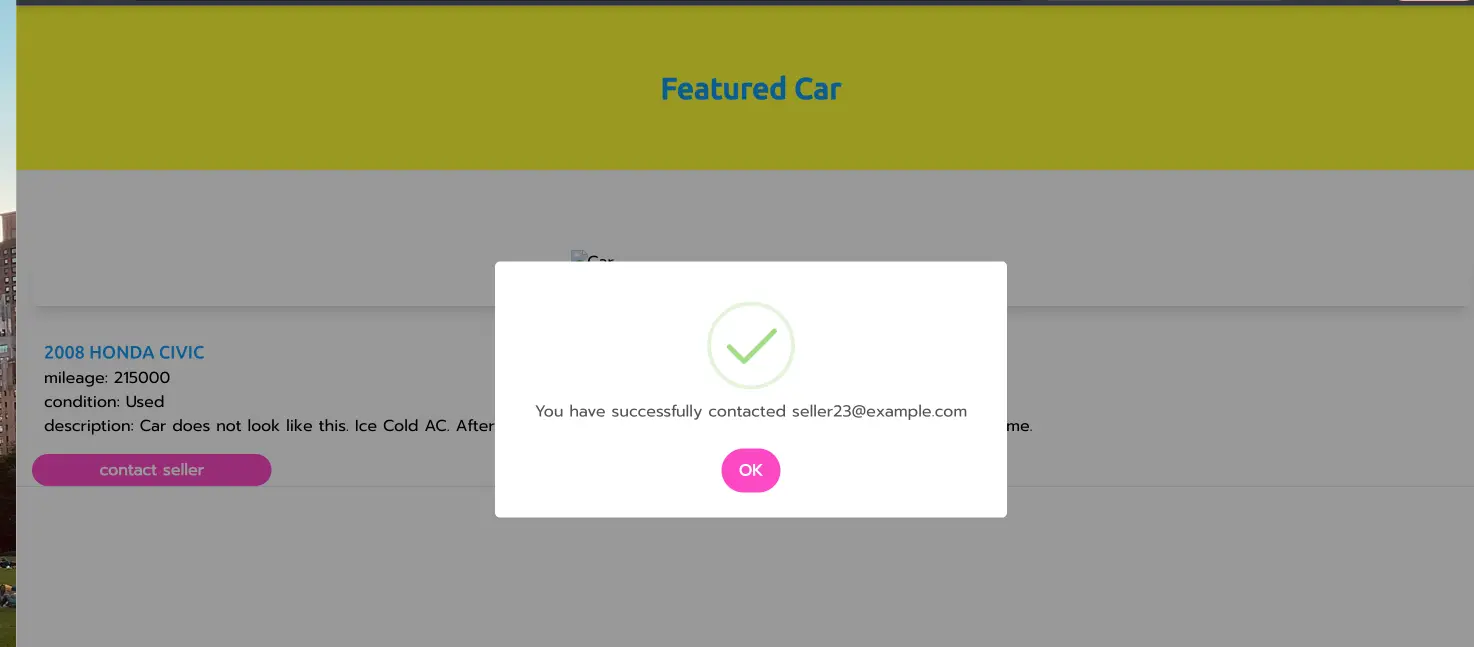 Featured Car
Car
You have successfully contacted seller23@example.com
OK
2008 HONDA CIVIC
mileage: 215000
condition: Used
description: Car does not look like this. Ice Cold AC. After
me.
contact seller